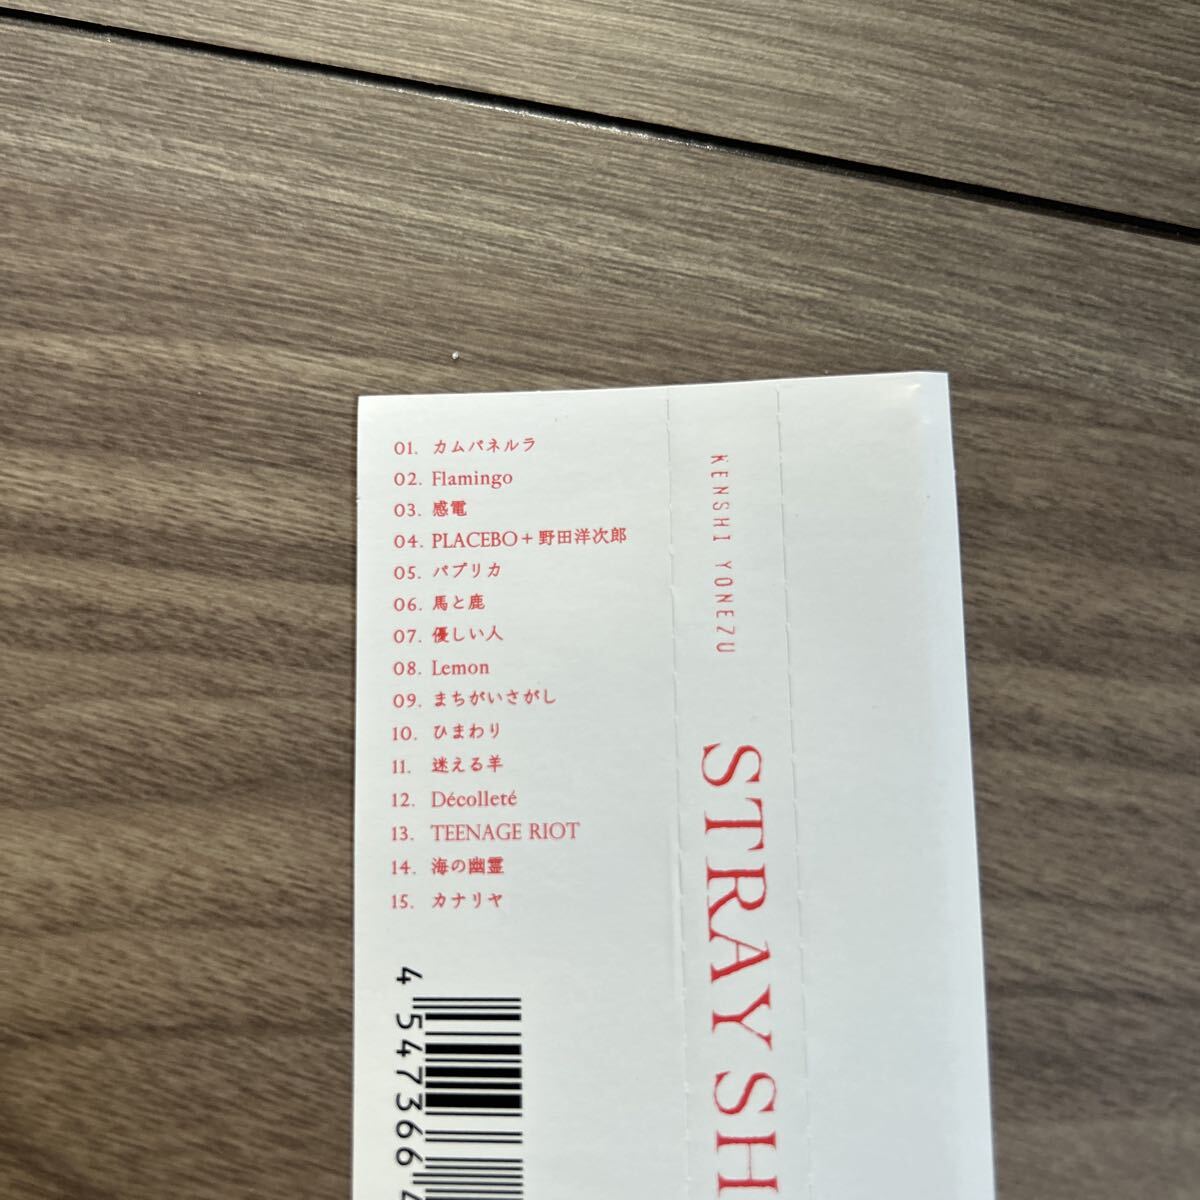 01. カムパネルラ
02. Flamingo
03. 感電
04. PLACEBO + 野田洋次郎
05. パプリカ
06. 馬と鹿
07. 優しい人
08. Lemon
09. まちがいさがし
10. ひまわり
11. 迷える羊
12. Décolleté
13. TEENAGE RIOT
14. 海の幽霊
15. カナリヤ
4 547366 4
KENSHI YONEZU
STRAY SH